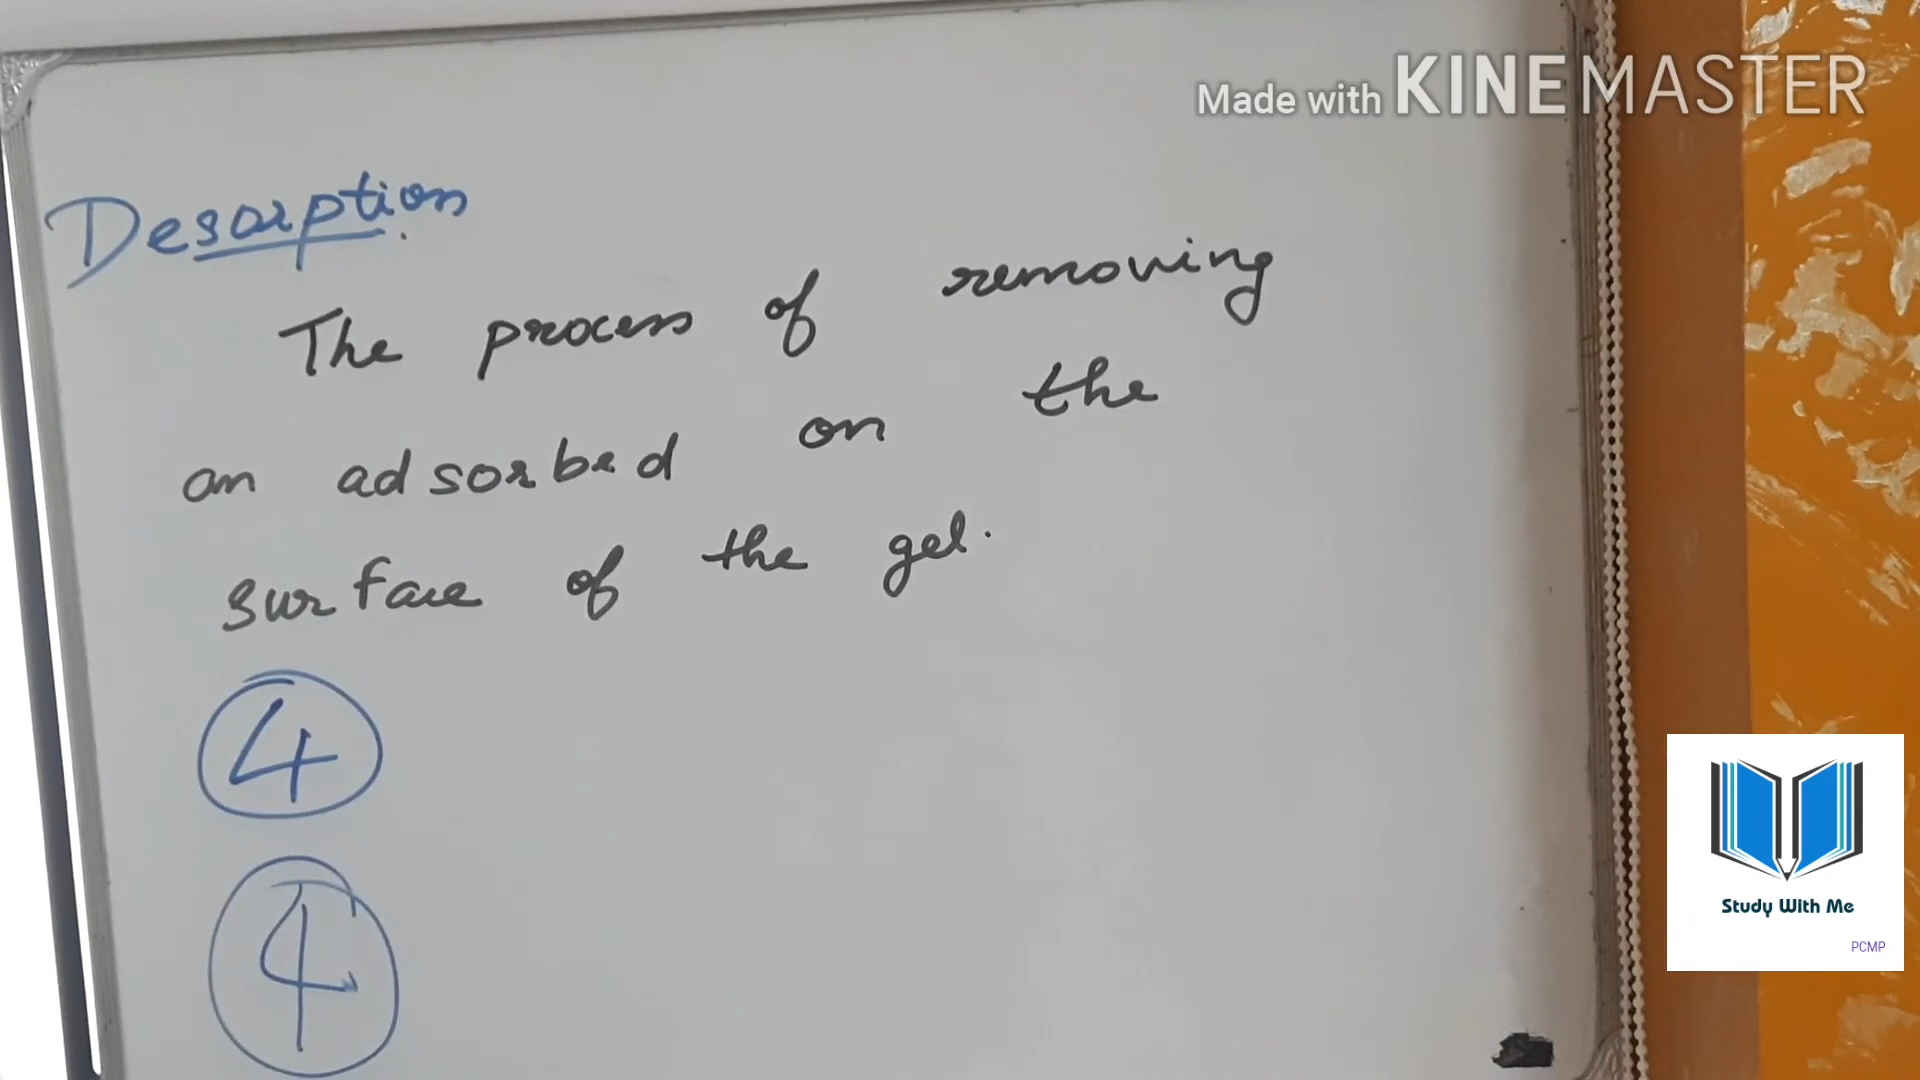 Made with KINEMASTER
Desorption
The process of removing
an adsorbed on the
surface of the gel.
4
4
Study With Me
PCMP